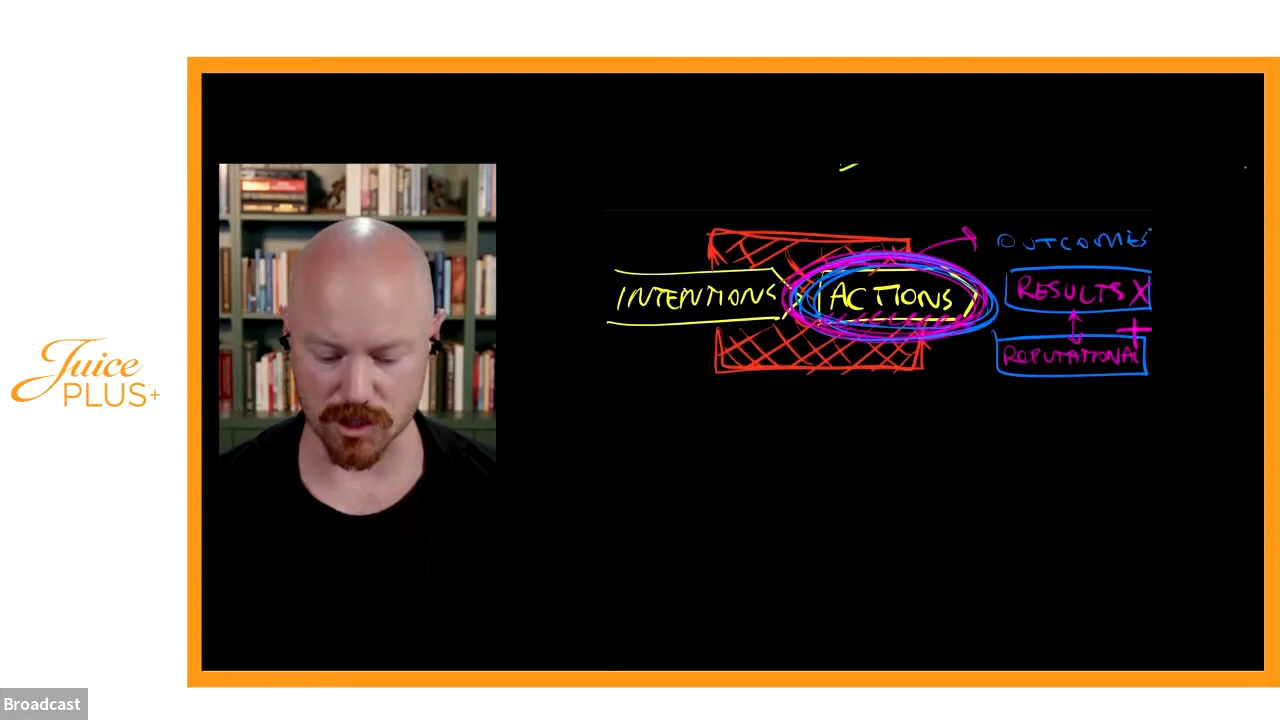 Juice
PLUS+
OUTCOMES
INTENTIONS
ACTIONS
RESULTS X
+
REPUTATIONAL
Broadcast